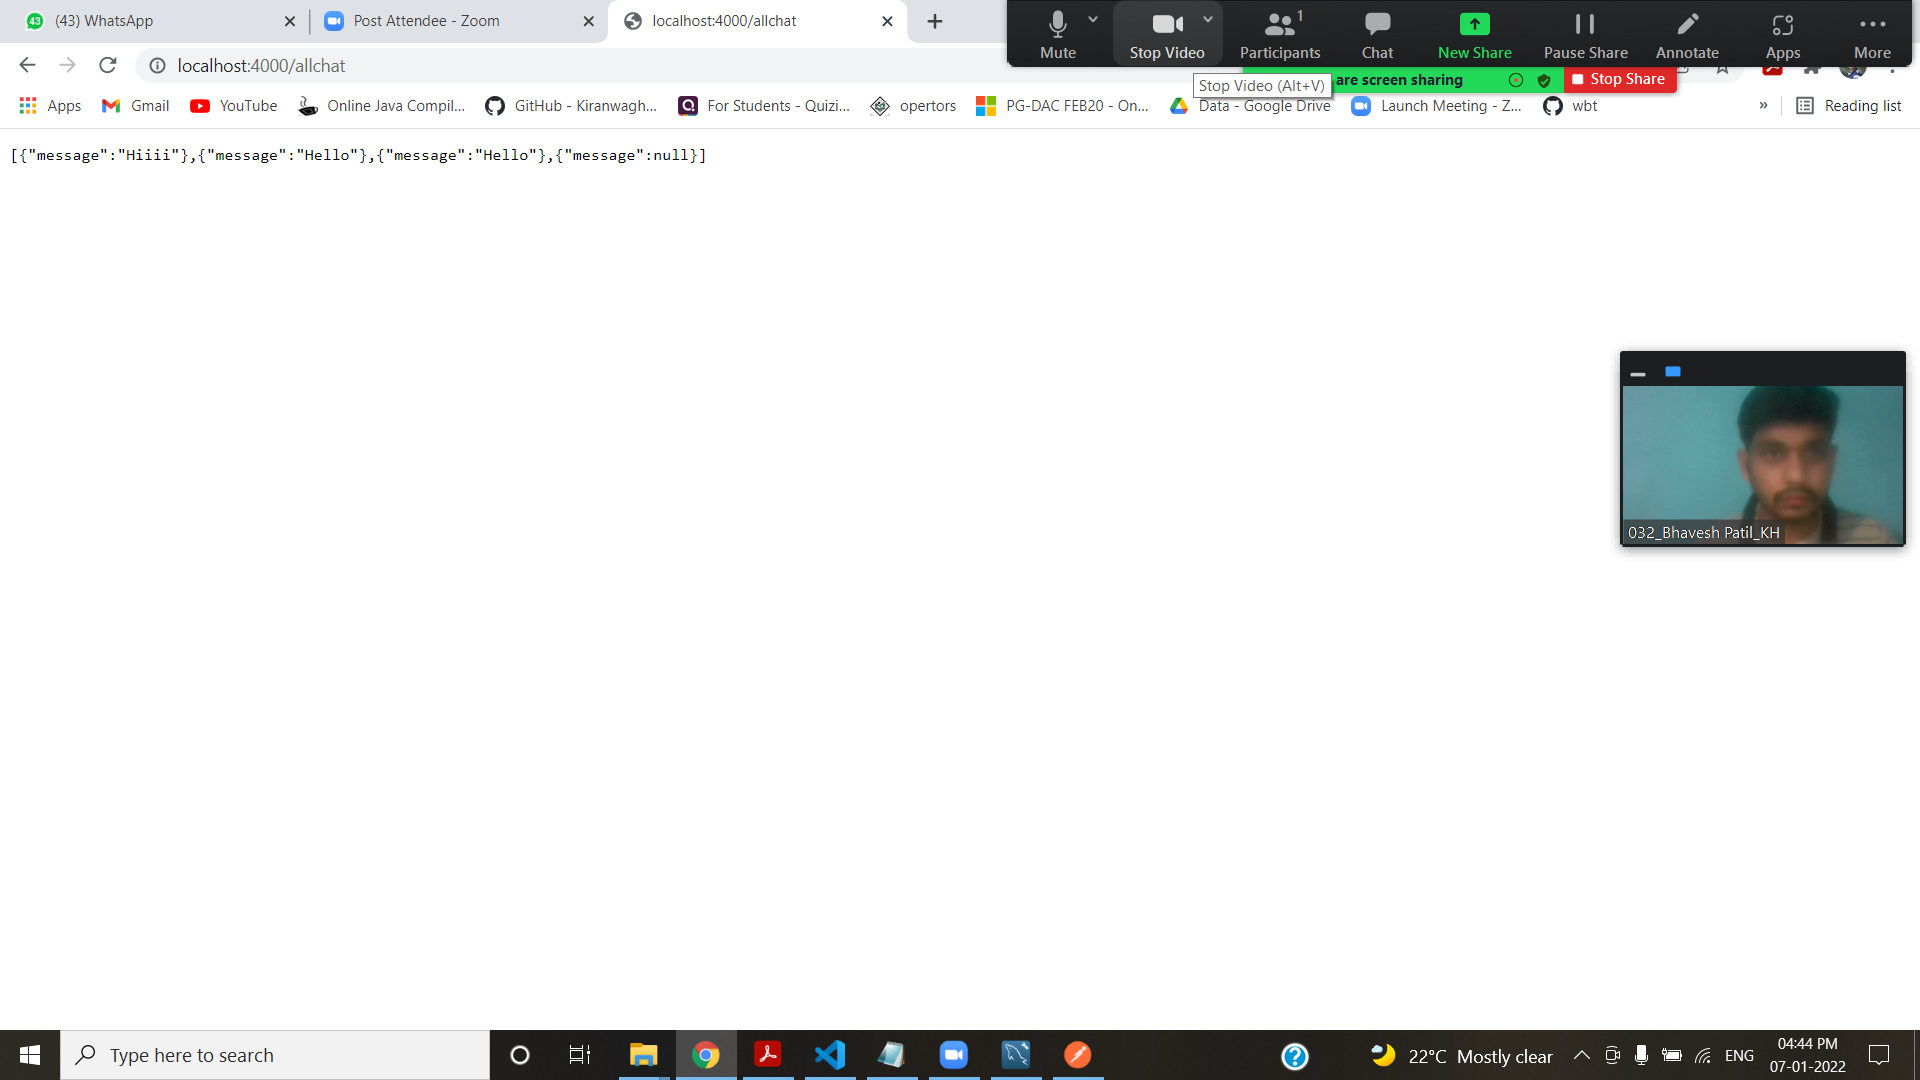 (43) WhatsApp
Post Attendee - Zoom
localhost:4000/allchat
Mute
Stop Video
Participants
1
Chat
New Share
Pause Share
Annotate
Apps
More
localhost:4000/allchat
are screen sharing
Stop Share
Stop Video (Alt+V)
Apps
Gmail
YouTube
Online Java Compil...
GitHub - Kiranwagh...
For Students - Quizi...
opertors
PG-DAC FEB20 - On...
Data - Google Drive
Launch Meeting - Z...
wbt
»
Reading list
[{"message":"Hiiii"},{"message":"Hello"},{"message":"Hello"},{"message":null}]
032_Bhavesh Patil_KH
Type here to search
22°C Mostly clear
ENG
04:44 PM
07-01-2022